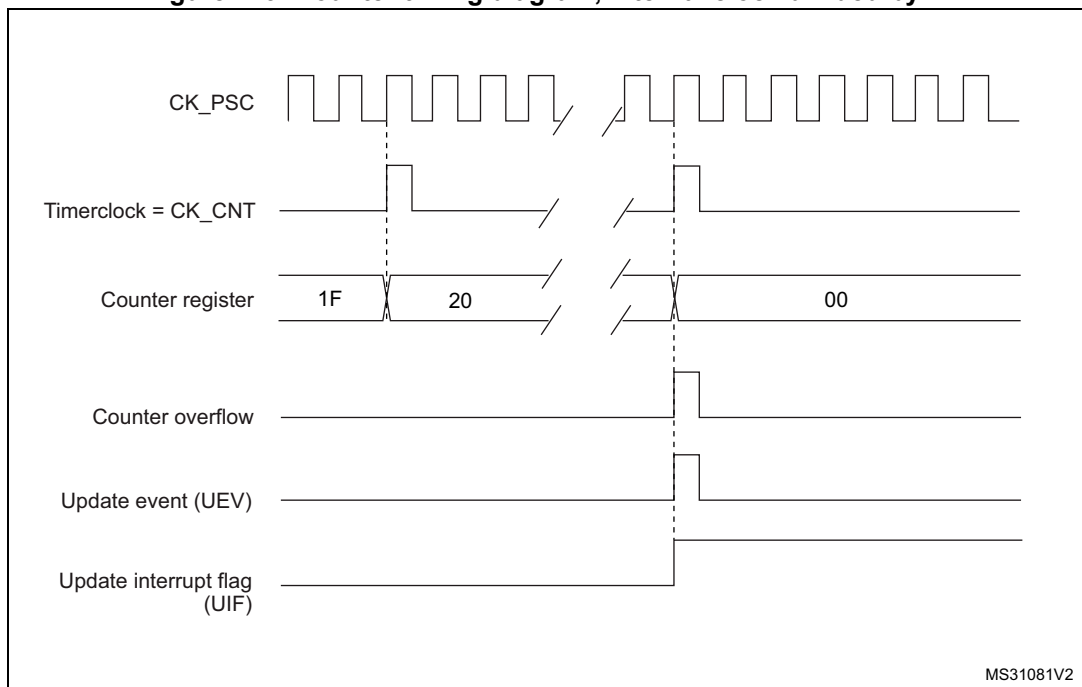 CK_PSC
Timerclock = CK_CNT
Counter register
1F
20
00
Counter overflow
Update event (UEV)
Update interrupt flag
(UIF)
MS31081V2